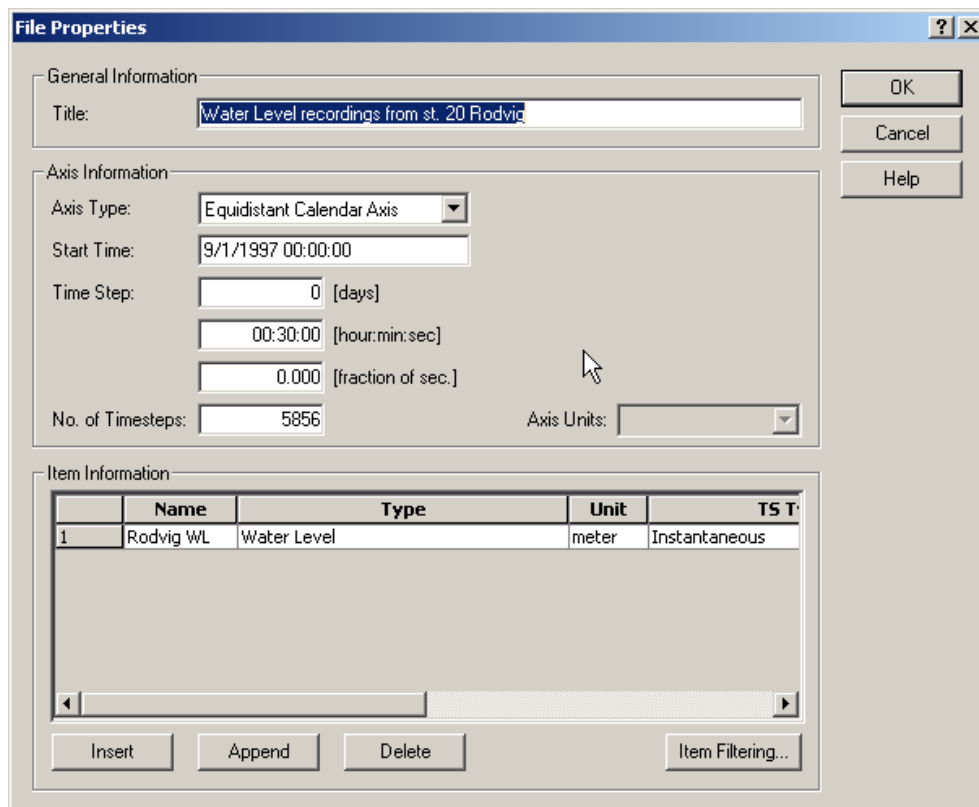 File Properties
General Information
Title: Water Level recordings from st. 20 Rodvig
OK
Cancel
Help
Axis Information
Axis Type: Equidistant Calendar Axis
Start Time: 9/1/1997 00:00:00
Time Step: 0 [days]
00:30:00 [hour:min:sec]
0.000 [fraction of sec.]
No. of Timesteps: 5856 Axis Units:
Item Information
Name Type Unit TS
1 Rodvig WL Water Level meter Instantaneous
Insert Append Delete Item Filtering...